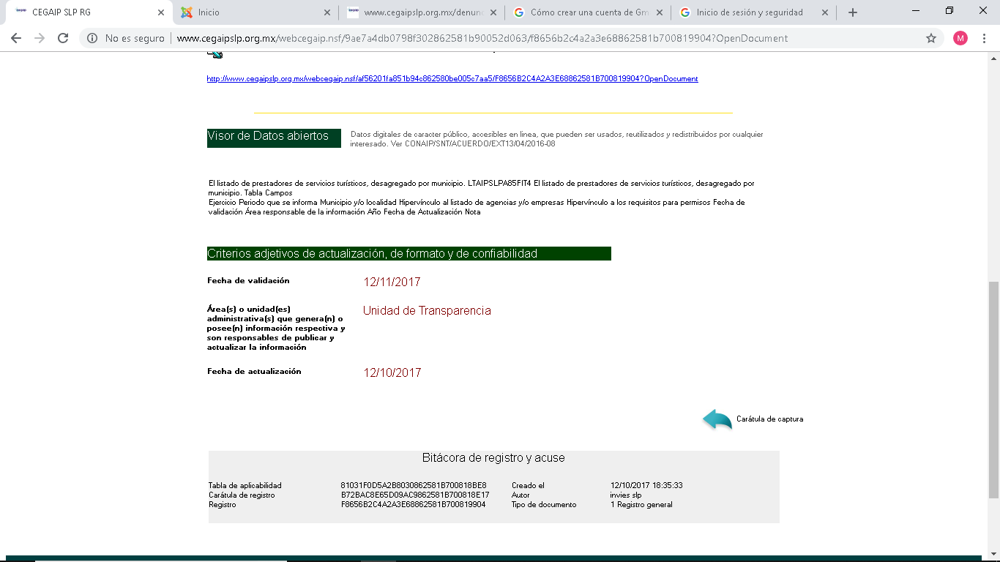 CEGAIP SLP RG
Inicio
www.cegaipslp.org.mx/denunc
Cómo crear una cuenta de Gm
Inicio de sesión y seguridad
No es seguro
www.cegaipslp.org.mx/webcegaip.nsf/9ae7a4db0798f302862581b90052d063/f8656b2c4a2a3e68862581b700819904?OpenDocument
M
http://www.cegaipslp.org.mx/webcegaip.nsf/af56201fa851b94c862580be005c7aa5/F8656B2C4A2A3E68862581B700819904?OpenDocument
Visor de Datos abiertos
Datos digitales de caracter público, accesibles en linea, que pueden ser usados, reutilizados y redistribuidos por cualquier
interesado. Ver CONAIP/SNT/ACUERDO/EXT13/04/2016-08
El listado de prestadores de servicios turísticos, desagregado por municipio. LTAIPSLPA85FIT4 El listado de prestadores de servicios turísticos, desagregado por
municipio. Tabla Campos
Ejercicio Periodo que se informa Municipio y/o localidad Hipervínculo al listado de agencias y/o empresas Hipervínculo a los requisitos para permisos Fecha de
validación Área responsable de la información Año Fecha de Actualización Nota
Criterios adjetivos de actualización, de formato y de confiabilidad
Fecha de validación 12/11/2017
Área(s) o unidad(es) Unidad de Transparencia
administrativa(s) que genera(n) o
posee(n) información respectiva y
son responsables de publicar y
actualizar la información
Fecha de actualización 12/10/2017
Carátula de captura
Bitácora de registro y acuse
Tabla de aplicabilidad 81031F0D5A2B8030862581B700818BE8 Creado el 12/10/2017 18:35:33
Carátula de registro B72BAC8E65D09AC9862581B700818E17 Autor invies slp
Registro F8656B2C4A2A3E68862581B700819904 Tipo de documento 1 Registro general